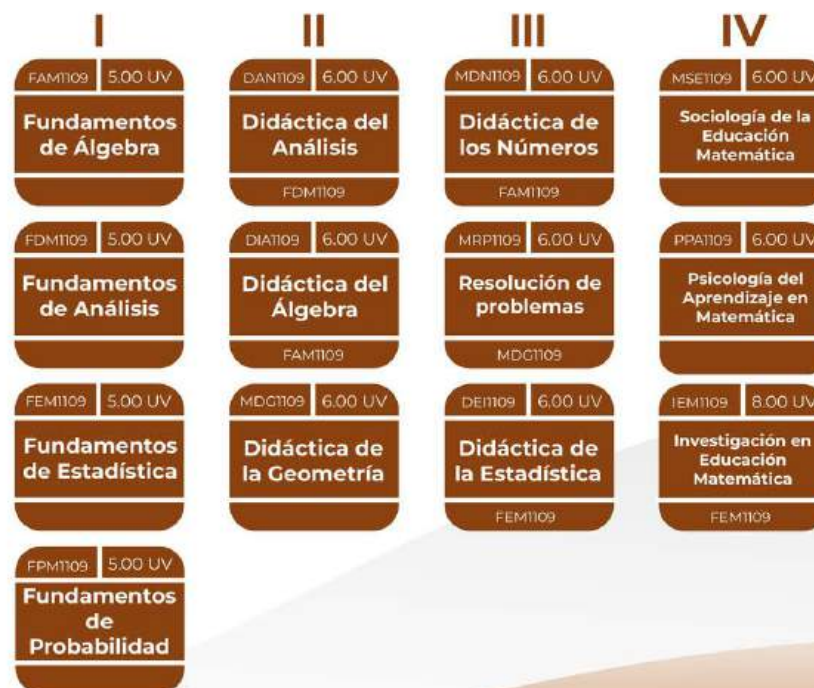 I
II
III
IV
FAM1109 5.00 UV
Fundamentos
de Álgebra
DAN1109 6.00 UV
Didáctica del
Análisis
FDM1109
MDN1109 6.00 UV
Didáctica de
los Números
FAM1109
MSE1109 6.00 UV
Sociología de la
Educación
Matemática
FDM1109 5.00 UV
Fundamentos
de Análisis
DIA1109 6.00 UV
Didáctica del
Álgebra
FAM1109
MRP1109 6.00 UV
Resolución de
problemas
MDG1109
PPA1109 6.00 UV
Psicología del
Aprendizaje en
Matemática
FEM1109 5.00 UV
Fundamentos
de Estadística
MDG1109 6.00 UV
Didáctica de
la Geometría
DEI1109 6.00 UV
Didáctica de
la Estadística
FEM1109
IEM1109 8.00 UV
Investigación en
Educación
Matemática
FEM1109
FPM1109 5.00 UV
Fundamentos
de
Probabilidad